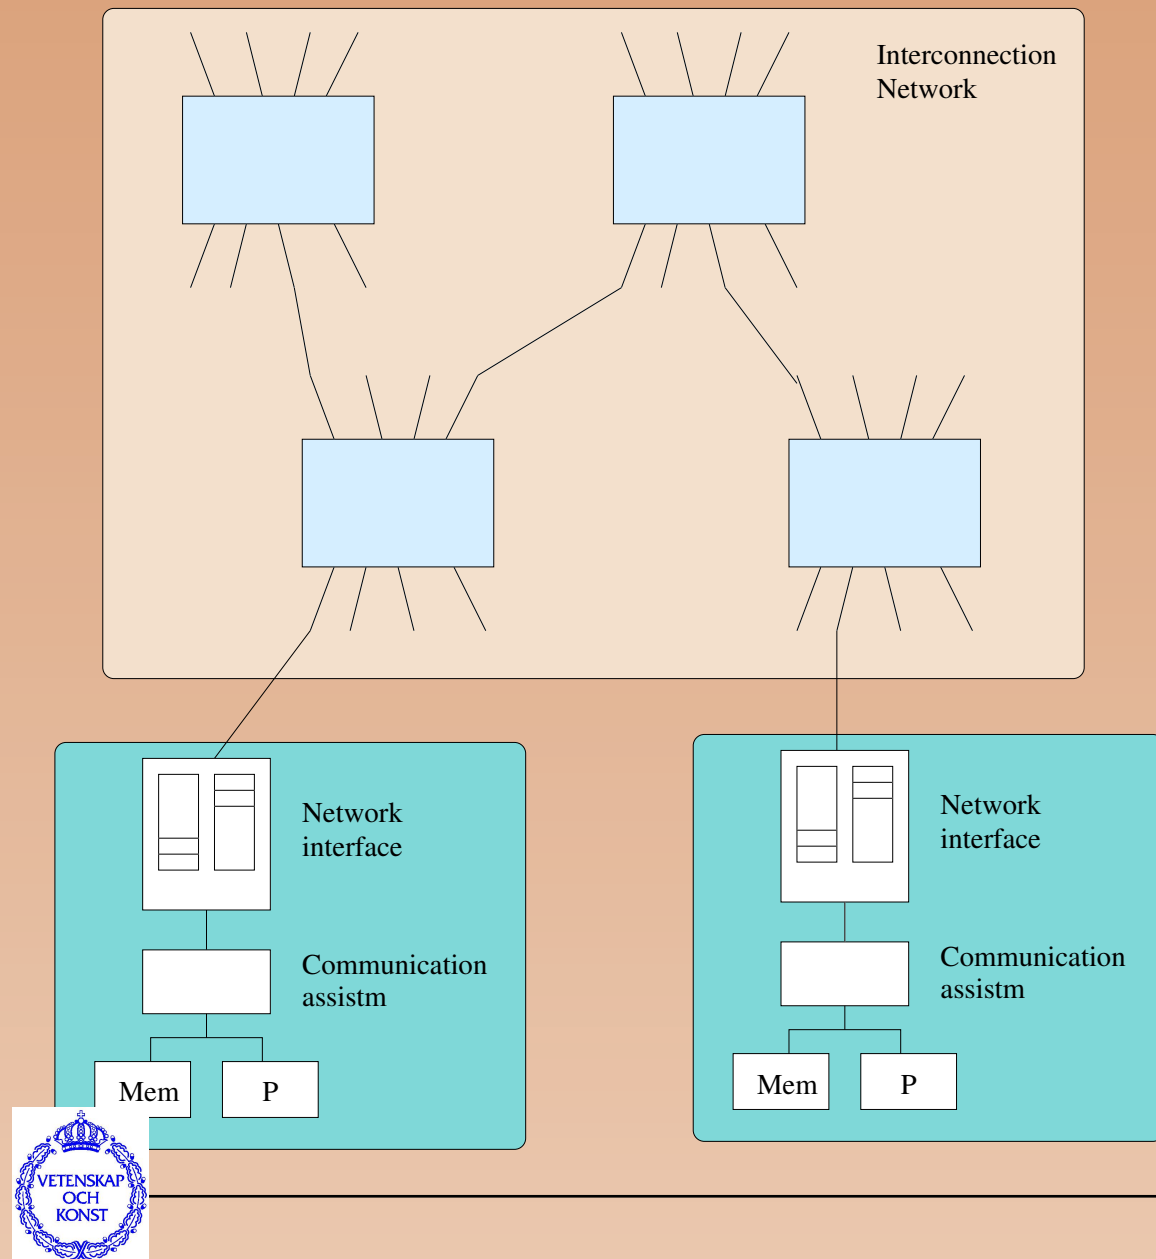 Interconnection
Network
Network
interface
Communication
assistm
Mem
P
Network
interface
Communication
assistm
Mem
P
VETENSKAP
OCH
KONST